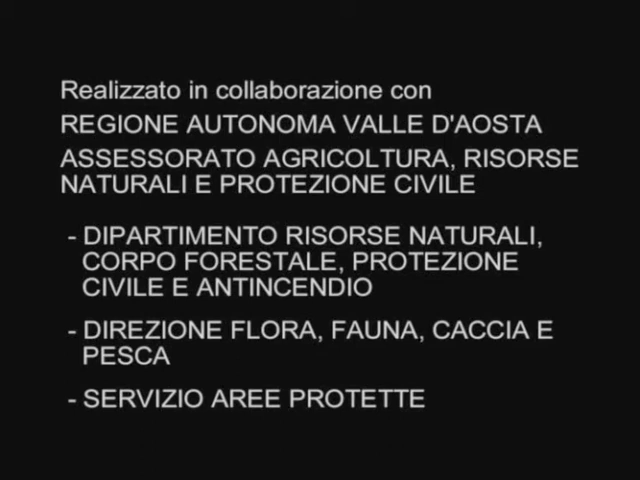 Realizzato in collaborazione con
REGIONE AUTONOMA VALLE D'AOSTA
ASSESSORATO AGRICOLTURA, RISORSE
NATURALI E PROTEZIONE CIVILE
- DIPARTIMENTO RISORSE NATURALI,
CORPO FORESTALE, PROTEZIONE
CIVILE E ANTINCENDIO
- DIREZIONE FLORA, FAUNA, CACCIA E
PESCA
- SERVIZIO AREE PROTETTE